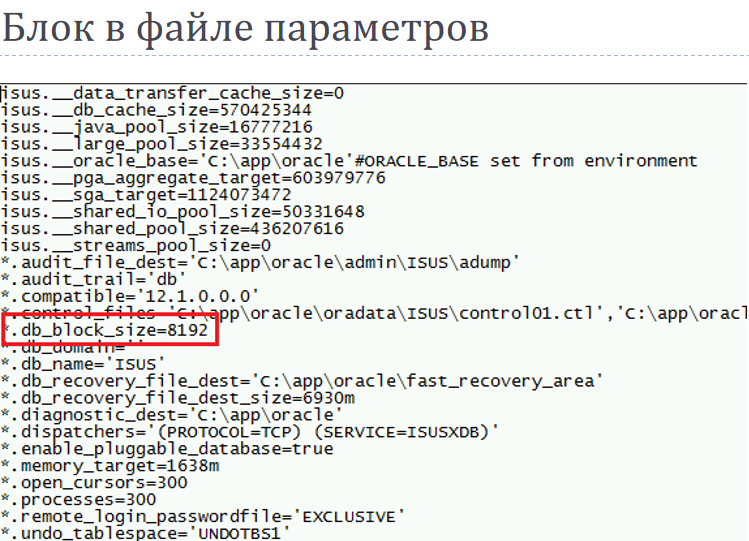 Блок в файле параметров
isus.__data_transfer_cache_size=0
isus.__db_cache_size=570425344
isus.__java_pool_size=16777216
isus.__large_pool_size=33554432
isus.__oracle_base='C:\app\oracle'#ORACLE_BASE set from environment
isus.__pga_aggregate_target=603979776
isus.__sga_target=1124073472
isus.__shared_io_pool_size=50331648
isus.__shared_pool_size=436207616
isus.__streams_pool_size=0
*.audit_file_dest='C:\app\oracle\admin\ISUS\adump'
*.audit_trail='db'
*.compatible='12.1.0.0.0'
*.control_files='C:\app\oracle\oradata\ISUS\control01.ctl','C:\app\oracl
*.db_block_size=8192
*.db_domain=''
*.db_name='ISUS'
*.db_recovery_file_dest='C:\app\oracle\fast_recovery_area'
*.db_recovery_file_dest_size=6930m
*.diagnostic_dest='C:\app\oracle'
*.dispatchers='(PROTOCOL=TCP) (SERVICE=ISUSXDB)'
*.enable_pluggable_database=true
*.memory_target=1638m
*.open_cursors=300
*.processes=300
*.remote_login_passwordfile='EXCLUSIVE'
*.undo_tablespace='UNDOTBS1'